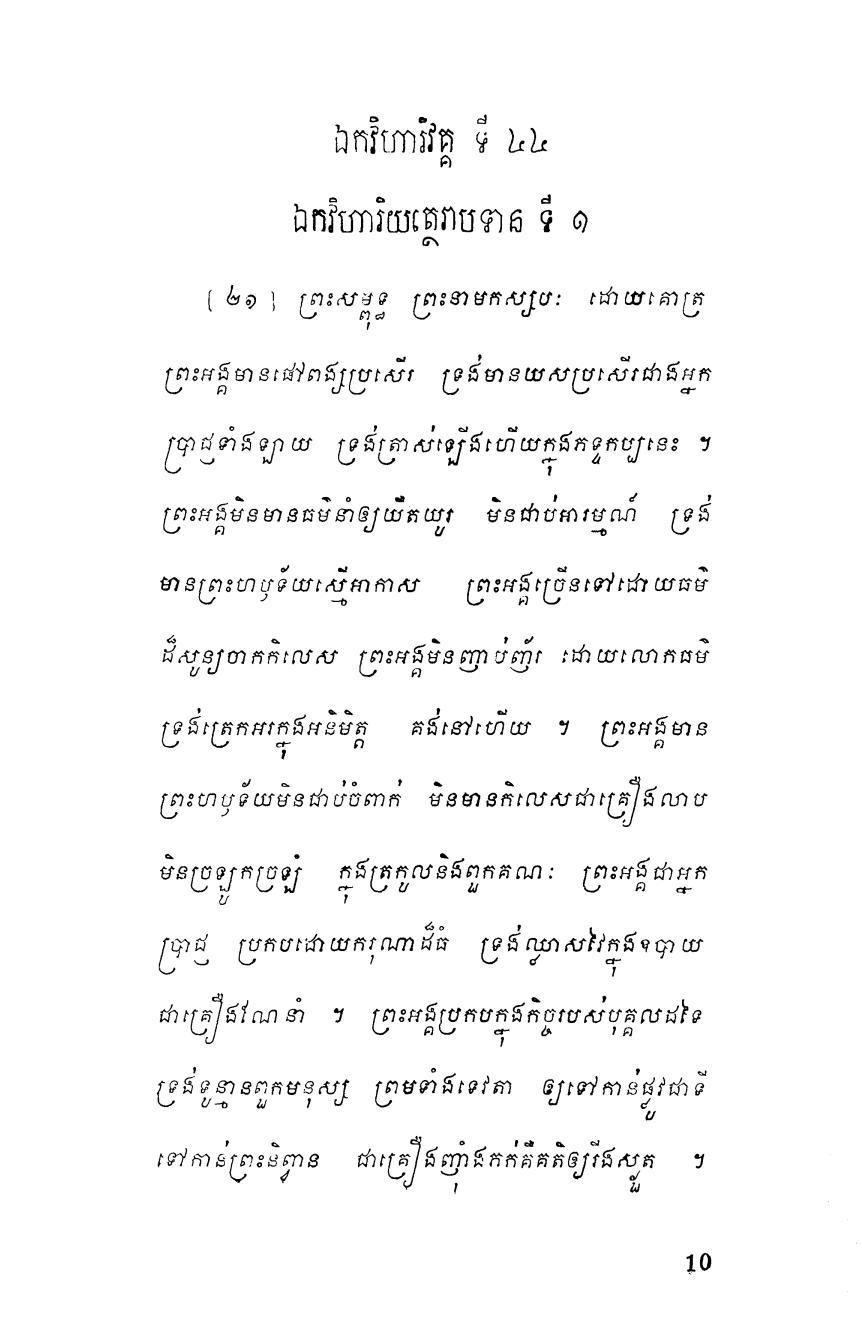 ឯកវិហារិវគ្គ ទី ៤៤
ឯកវិហារិយត្ថេរាបទាន ទី ១
[ ២១ ] ព្រះសម្ពុទ្ធ ព្រះនាមកស្សបៈ ដោយគោត្រ
ព្រះអង្គមានផៅពង្សប្រសើរ ទ្រង់មានយសប្រសើរជាងអ្នក
ប្រាជ្ញទាំងឡាយ ទ្រង់ត្រាស់ឡើងហើយក្នុងភទ្ទកប្បនេះ ។
ព្រះអង្គមិនមានធម៌នាំឲ្យយឺតយូរ មិនជាប់អារម្មណ៍ ទ្រង់
មានព្រះហឫទ័យស្មើអាកាស ព្រះអង្គច្រើនទៅដោយធម៌
ដ៏សូន្យចាកកិលេស ព្រះអង្គមិនញាប់ញ័រ ដោយលោកធម៌
ទ្រង់ត្រេកអរក្នុងអនិមិត្ត គង់នៅហើយ ។ ព្រះអង្គមាន
ព្រះហឫទ័យមិនជាប់ចំពាក់ មិនមានកិលេសជាគ្រឿងលាប
មិនច្រឡូកច្រឡំ ក្នុងត្រកូលនិងពួកគណៈ ព្រះអង្គជាអ្នក
ប្រាជ្ញ ប្រកបដោយករុណាដ៏ធំ ទ្រង់ឈ្លាសវៃក្នុងឧបាយ
ជាគ្រឿងណែនាំ ។ ព្រះអង្គប្រកបក្នុងកិច្ចរបស់បុគ្គលដទៃ
ទ្រង់ទូន្មានពួកមនុស្ស ព្រមទាំងទេវតា ឲ្យទៅកាន់ផ្លូវជាទី
ទៅកាន់ព្រះនិព្វាន ជាគ្រឿងញ៉ាំងភក់គឺគតិឲ្យរីងស្ងួត ។
10